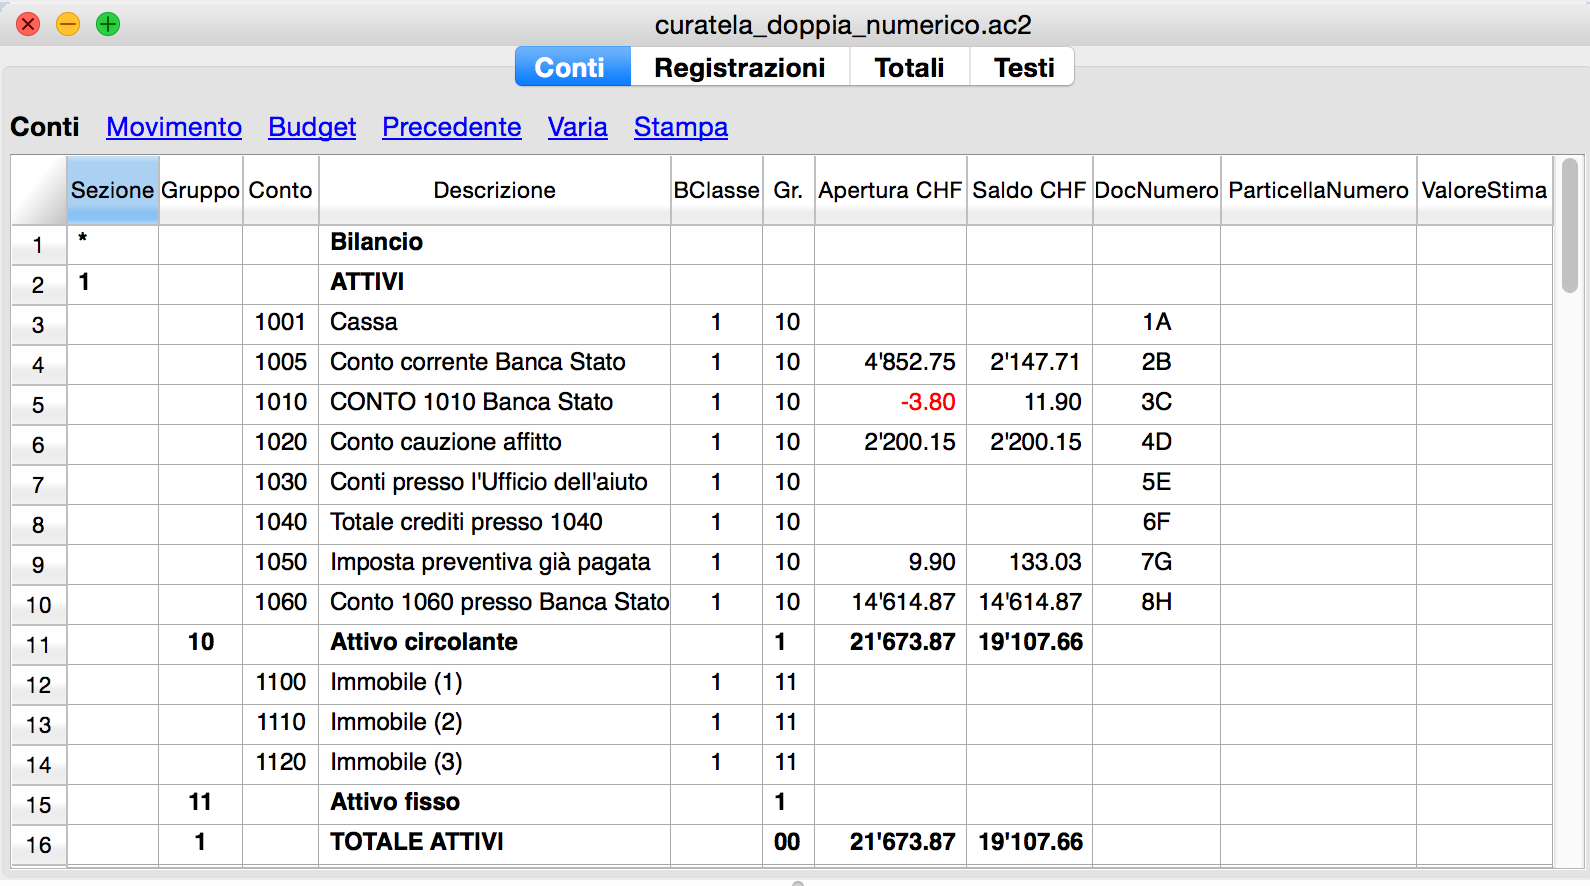 curatela_doppia_numerico.ac2
Conti Registrazioni Totali Testi
Conti Movimento Budget Precedente Varia Stampa
Sezione Gruppo Conto Descrizione BClasse Gr. Apertura CHF Saldo CHF DocNumero ParticellaNumero ValoreStima
1 * Bilancio
2 1 ATTIVI
3 1001 Cassa 1 10 1A
4 1005 Conto corrente Banca Stato 1 10 4'852.75 2'147.71 2B
5 1010 CONTO 1010 Banca Stato 1 10 -3.80 11.90 3C
6 1020 Conto cauzione affitto 1 10 2'200.15 2'200.15 4D
7 1030 Conti presso l'Ufficio dell'aiuto 1 10 5E
8 1040 Totale crediti presso 1040 1 10 6F
9 1050 Imposta preventiva già pagata 1 10 9.90 133.03 7G
10 1060 Conto 1060 presso Banca Stato 1 10 14'614.87 14'614.87 8H
11 10 Attivo circolante 1 21'673.87 19'107.66
12 1100 Immobile (1) 1 11
13 1110 Immobile (2) 1 11
14 1120 Immobile (3) 1 11
15 11 Attivo fisso 1
16 1 TOTALE ATTIVI 00 21'673.87 19'107.66